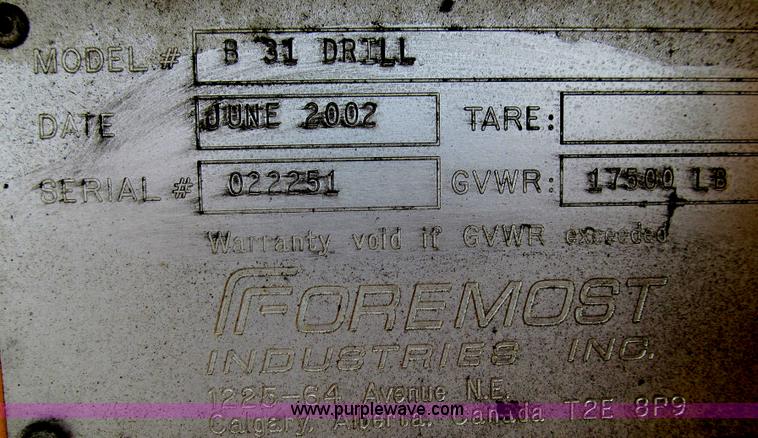 MODEL # B 31 DRILL
DATE JUNE 2002 TARE:
SERIAL # 022251 GVWR: 17500 LB
Warranty void if GVWR exceeded
FOREMOST
INDUSTRIES INC.
1225-64 Avenue N.E.
Calgary, Alberta, Canada T2E 8P9
www.purplewave.com